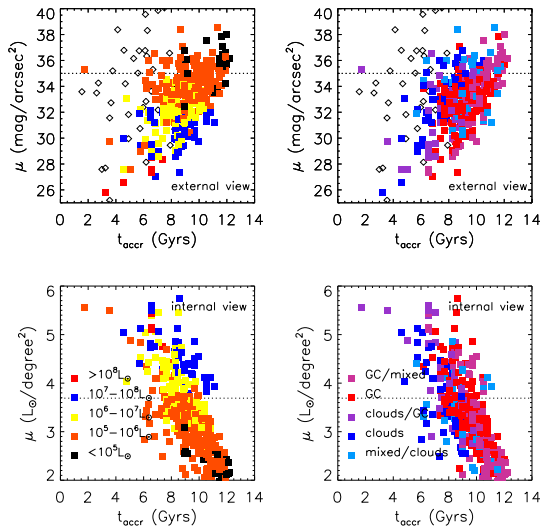 40
38
36
34
32
30
28
26
μ (mag/arcsec²)
external view
0 2 4 6 8 10 12 14
t_accr (Gyrs)
40
38
36
34
32
30
28
26
μ (mag/arcsec²)
external view
0 2 4 6 8 10 12 14
t_accr (Gyrs)
6
5
4
3
2
μ (L⊙/degree²)
internal view
>10⁸L⊙
10⁷-10⁸L⊙
10⁶-10⁷L⊙
10⁵-10⁶L⊙
<10⁵L⊙
0 2 4 6 8 10 12 14
t_accr (Gyrs)
6
5
4
3
2
μ (L⊙/degree²)
internal view
GC/mixed
GC
clouds/GC
clouds
mixed/clouds
0 2 4 6 8 10 12 14
t_accr (Gyrs)